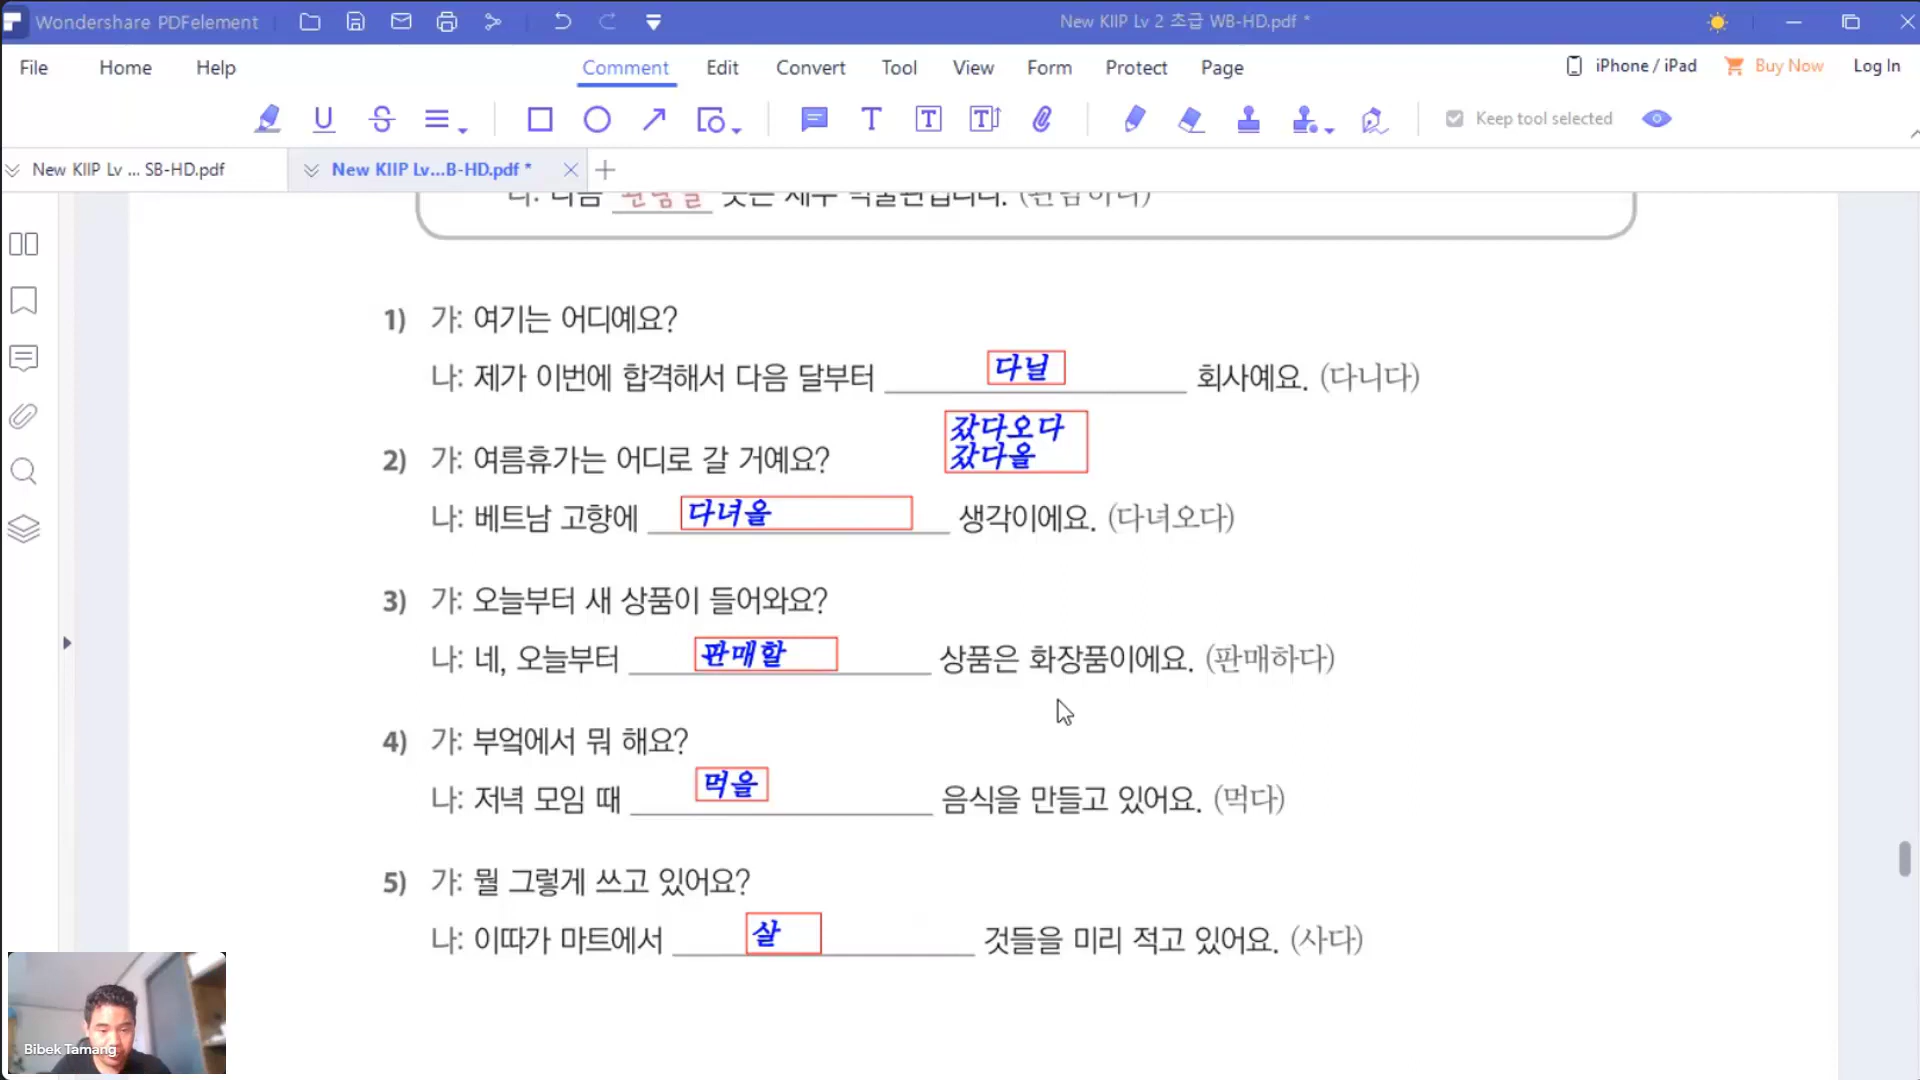 Wondershare PDFelement
New KIIP Lv 2 초급 WB-HD.pdf *
File Home Help Comment Edit Convert Tool View Form Protect Page iPhone / iPad Buy Now Log In
Keep tool selected
New KIIP Lv ... SB-HD.pdf
New KIIP Lv...B-HD.pdf *
1) 가: 여기는 어디예요?
나: 제가 이번에 합격해서 다음 달부터 다닐 회사예요. (다니다)
갔다오다
갔다올
2) 가: 여름휴가는 어디로 갈 거예요?
나: 베트남 고향에 다녀올 생각이에요. (다녀오다)
3) 가: 오늘부터 새 상품이 들어와요?
나: 네, 오늘부터 판매할 상품은 화장품이에요. (판매하다)
4) 가: 부엌에서 뭐 해요?
나: 저녁 모임 때 먹을 음식을 만들고 있어요. (먹다)
5) 가: 뭘 그렇게 쓰고 있어요?
나: 이따가 마트에서 살 것들을 미리 적고 있어요. (사다)
Bibek Tamang